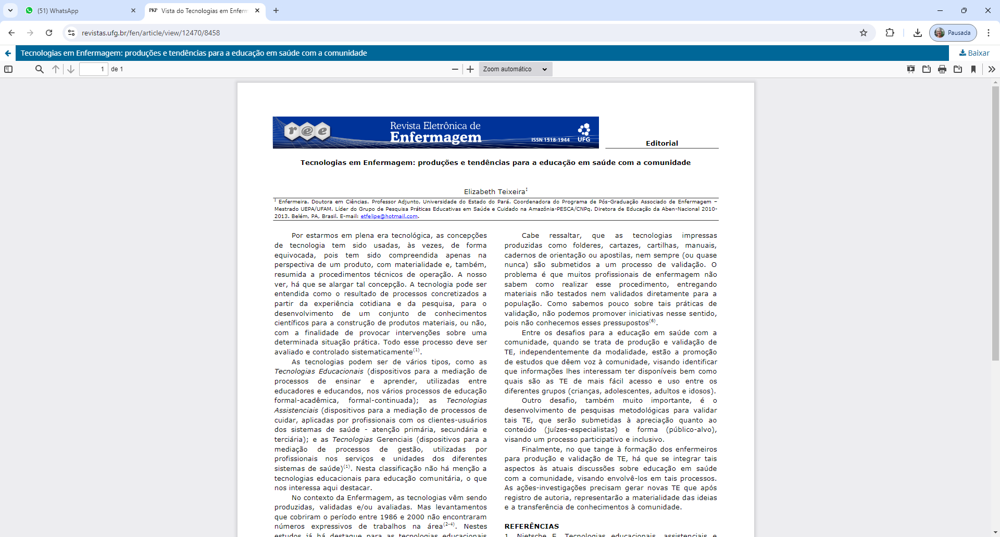 (51) WhatsApp
PKP Vista do Tecnologias em Enferm
revistas.ufg.br/fen/article/view/12470/8458
Pausada
Tecnologias em Enfermagem: produções e tendências para a educação em saúde com a comunidade
Baixar
1 de 1
Zoom automático
ree
Revista Eletrônica de
Enfermagem
ISSN 1518-1944
UFG
Editorial
Tecnologias em Enfermagem: produções e tendências para a educação em saúde com a comunidade
Elizabeth Teixeira I
I Enfermeira. Doutora em Ciências. Professor Adjunto, Universidade do Estado do Pará. Coordenadora do Programa de Pós-Graduação Associado de Enfermagem –
Mestrado UEPA/UFAM. Líder do Grupo de Pesquisa Práticas Educativas em Saúde e Cuidado na Amazônia-PESCA/CNPq. Diretora de Educação da Aben-Nacional 2010-
2013. Belém, PA, Brasil. E-mail: etfelipe@hotmail.com.
Por estarmos em plena era tecnológica, as concepções
de tecnologia tem sido usadas, às vezes, de forma
equivocada, pois tem sido compreendida apenas na
perspectiva de um produto, com materialidade e, também,
resumida a procedimentos técnicos de operação. A nosso
ver, há que se alargar tal concepção. A tecnologia pode ser
entendida como o resultado de processos concretizados a
partir da experiência cotidiana e da pesquisa, para o
desenvolvimento de um conjunto de conhecimentos
científicos para a construção de produtos materiais, ou não,
com a finalidade de provocar intervenções sobre uma
determinada situação prática. Todo esse processo deve ser
avaliado e controlado sistematicamente(1).
As tecnologias podem ser de vários tipos, como as
Tecnologias Educacionais (dispositivos para a mediação de
processos de ensinar e aprender, utilizadas entre
educadores e educandos, nos vários processos de educação
formal-acadêmica, formal-continuada); as Tecnologias
Assistenciais (dispositivos para a mediação de processos de
cuidar, aplicadas por profissionais com os clientes-usuários
dos sistemas de saúde - atenção primária, secundária e
terciária); e as Tecnologias Gerenciais (dispositivos para a
mediação de processos de gestão, utilizadas por
profissionais nos serviços e unidades dos diferentes
sistemas de saúde)(1). Nesta classificação não há menção a
tecnologias educacionais para educação comunitária, o que
nos interessa aqui destacar.
No contexto da Enfermagem, as tecnologias vêm sendo
produzidas, validadas e/ou avaliadas. Mas levantamentos
que cobriram o período entre 1986 e 2000 não encontraram
números expressivos de trabalhos na área(2-4). Nestes
estudos já há destaque para as tecnologias educacionais
Cabe ressaltar, que as tecnologias impressas
produzidas como folderes, cartazes, cartilhas, manuais,
cadernos de orientação ou apostilas, nem sempre (ou quase
nunca) são submetidos a um processo de validação. O
problema é que muitos profissionais de enfermagem não
sabem como realizar esse procedimento, entregando
materiais não testados nem validados diretamente para a
população. Como sabemos pouco sobre tais práticas de
validação, não podemos promover iniciativas nesse sentido,
pois não conhecemos esses pressupostos(6).
Entre os desafios para a educação em saúde com a
comunidade, quando se trata de produção e validação de
TE, independentemente da modalidade, estão a promoção
de estudos que dêem voz à comunidade, visando identificar
que informações lhes interessam ter disponíveis bem como
quais são as TE de mais fácil acesso e uso entre os
diferentes grupos (crianças, adolescentes, adultos e idosos).
Outro desafio, também muito importante, é o
desenvolvimento de pesquisas metodológicas para validar
tais TE, que serão submetidas à apreciação quanto ao
conteúdo (juízes-especialistas) e forma (público-alvo),
visando um processo participativo e inclusivo.
Finalmente, no que tange à formação dos enfermeiros
para produção e validação de TE, há que se integrar tais
aspectos às atuais discussões sobre educação em saúde
com a comunidade, visando envolvê-los em tais processos.
As ações-investigações precisam gerar novas TE que após
registro de autoria, representarão a materialidade das ideias
e a transferência de conhecimentos à comunidade.
REFERÊNCIAS
1. Nietsche E. Tecnologias educacionais, assistenciais e